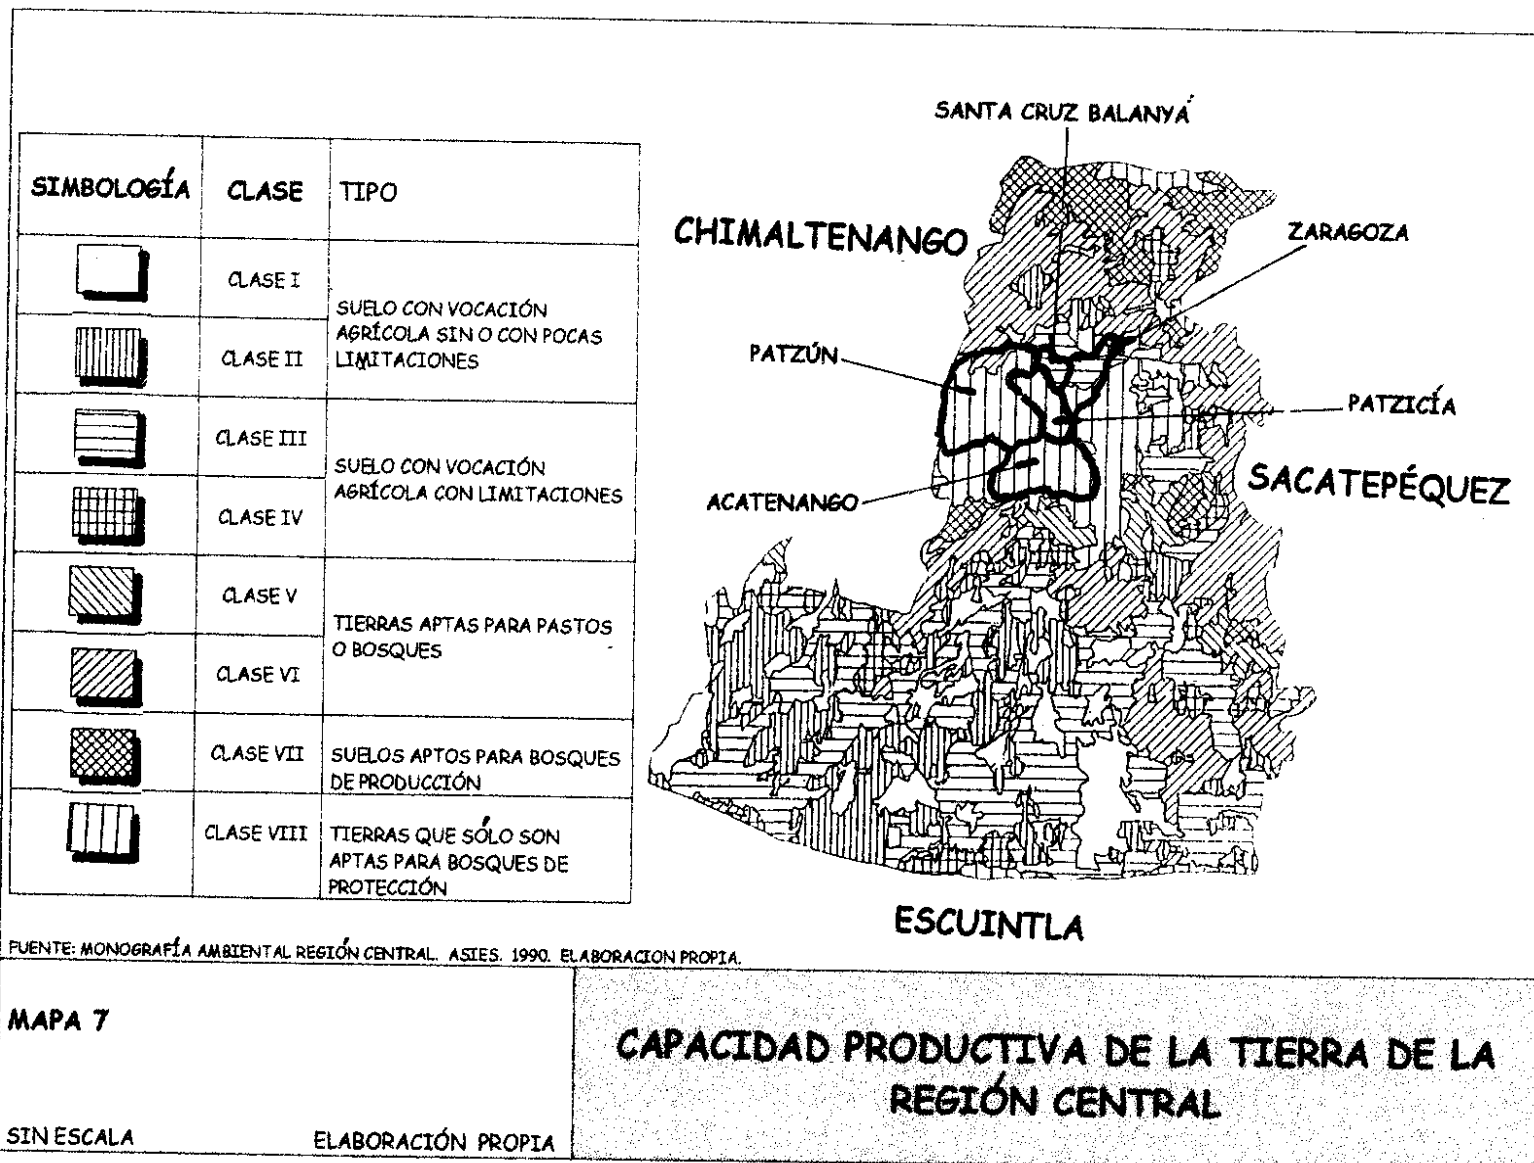 SIMBOLOGÍA CLASE TIPO
CLASE I
CLASE II
SUELO CON VOCACIÓN
AGRÍCOLA SIN O CON POCAS
LIMITACIONES
CLASE III
CLASE IV
SUELO CON VOCACIÓN
AGRÍCOLA CON LIMITACIONES
CLASE V
CLASE VI
TIERRAS APTAS PARA PASTOS
O BOSQUES
CLASE VII
SUELOS APTOS PARA BOSQUES
DE PRODUCCIÓN
CLASE VIII
TIERRAS QUE SÓLO SON
APTAS PARA BOSQUES DE
PROTECCIÓN
SANTA CRUZ BALANYÁ
CHIMALTENANGO
ZARAGOZA
PATZÚN
PATZICÍA
SACATEPÉQUEZ
ACATENANGO
ESCUINTLA
FUENTE: MONOGRAFÍA AMBIENTAL REGIÓN CENTRAL. ASIES. 1990. ELABORACION PROPIA.
MAPA 7
SIN ESCALA ELABORACIÓN PROPIA
CAPACIDAD PRODUCTIVA DE LA TIERRA DE LA
REGIÓN CENTRAL